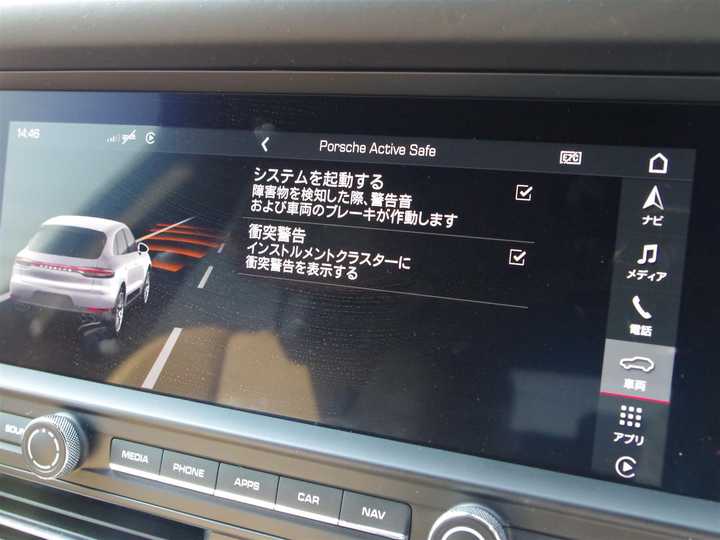 14:46
Porsche Active Safe
システムを起動する
障害物を検知した際、警告音
および車両のブレーキが作動します
衝突警告
インストルメントクラスターに
衝突警告を表示する
ナビ
メディア
電話
車両
アプリ
MEDIA
PHONE
APPS
CAR
NAV